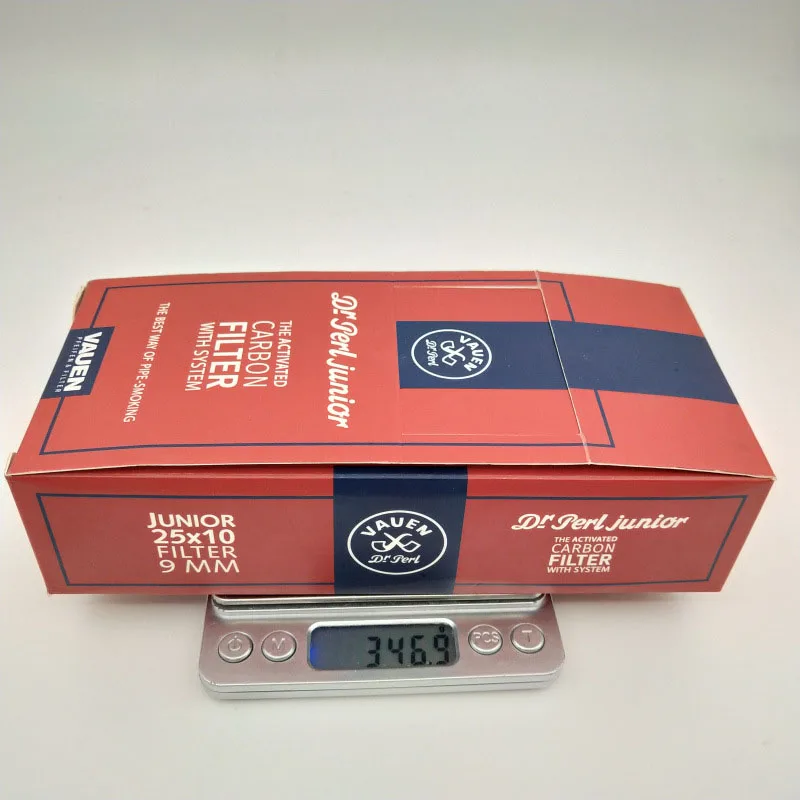 Dr Perl junior
THE ACTIVATED
CARBON
FILTER
WITH SYSTEM
THE BEST WAY OF PIPE-SMOKING
VAUEN
PFEIFEN & FILTER
VAUEN
Dr Perl
JUNIOR
25x10
FILTER
9 MM
VAUEN
Dr Perl
Dr Perl junior
THE ACTIVATED
CARBON
FILTER
WITH SYSTEM
M
346.9
PCS
T